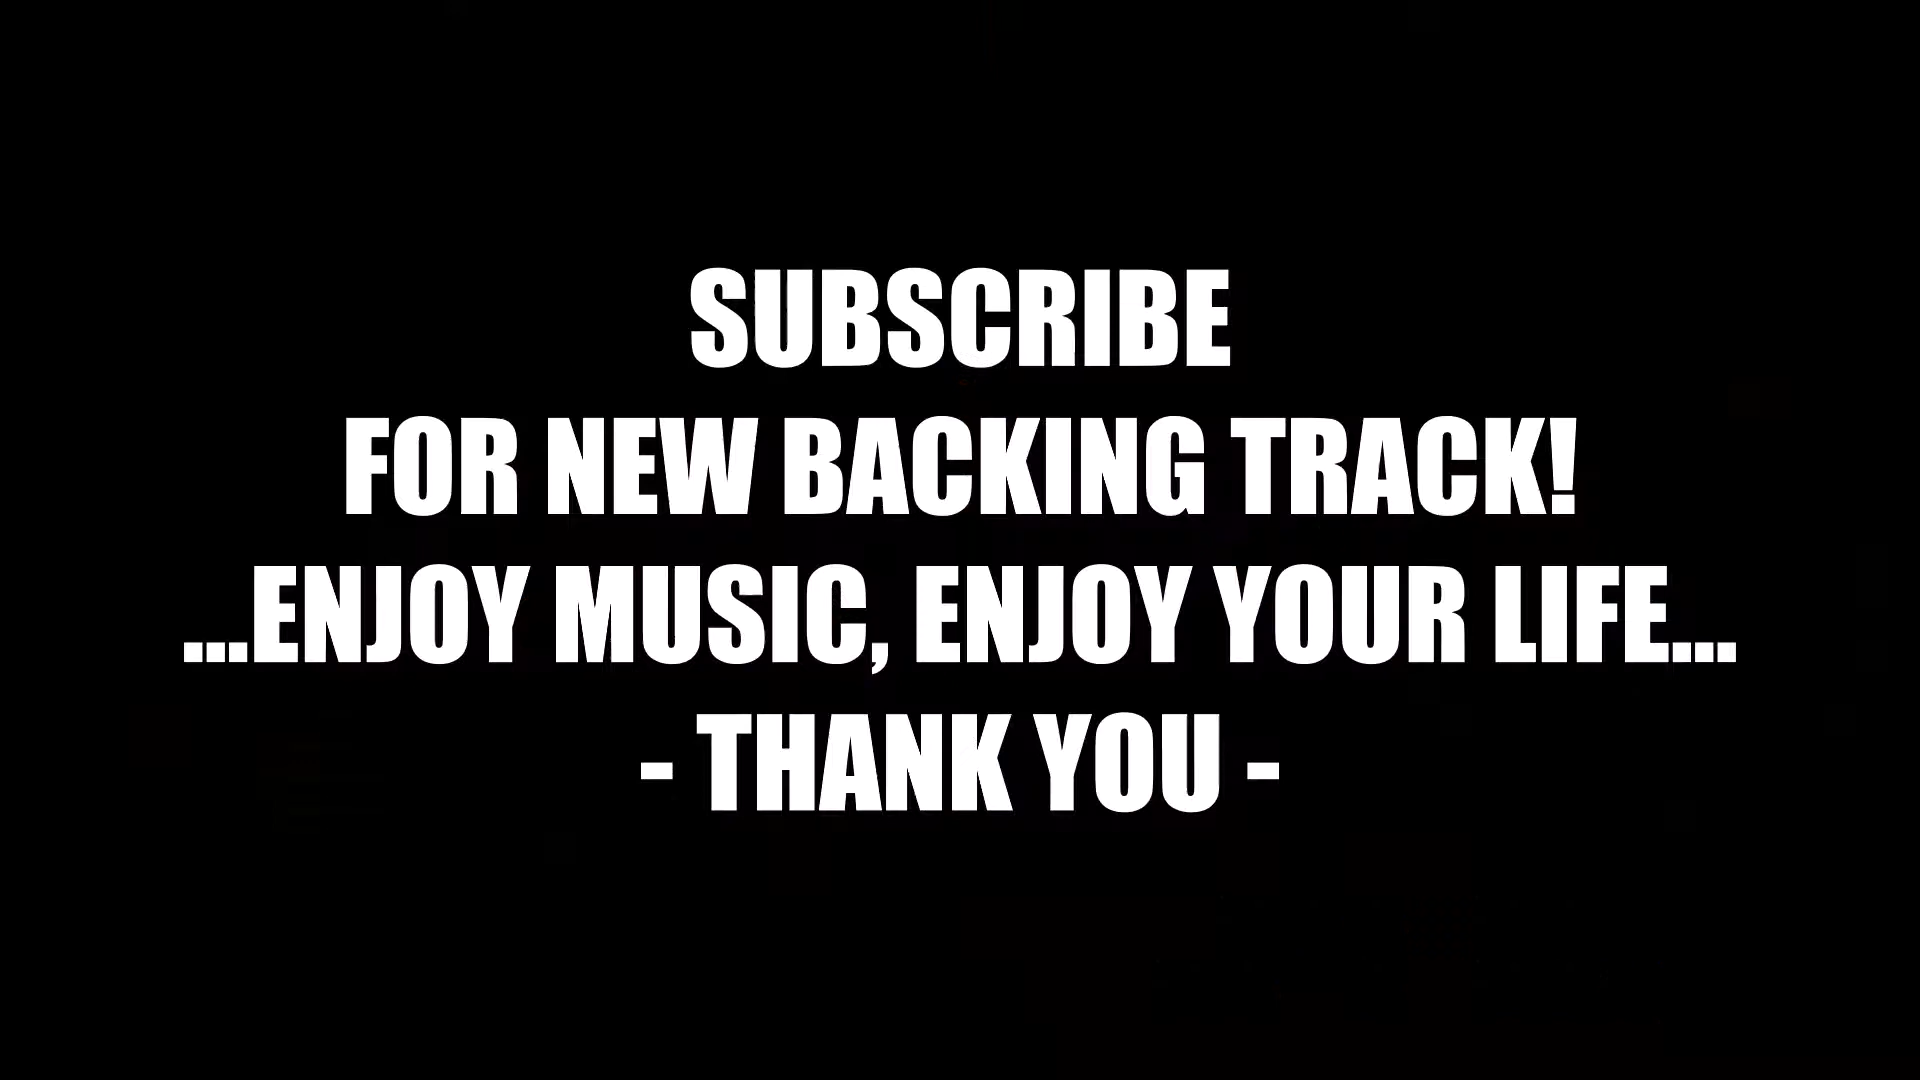 SUBSCRIBE
FOR NEW BACKING TRACK!
...ENJOY MUSIC, ENJOY YOUR LIFE...
- THANK YOU -